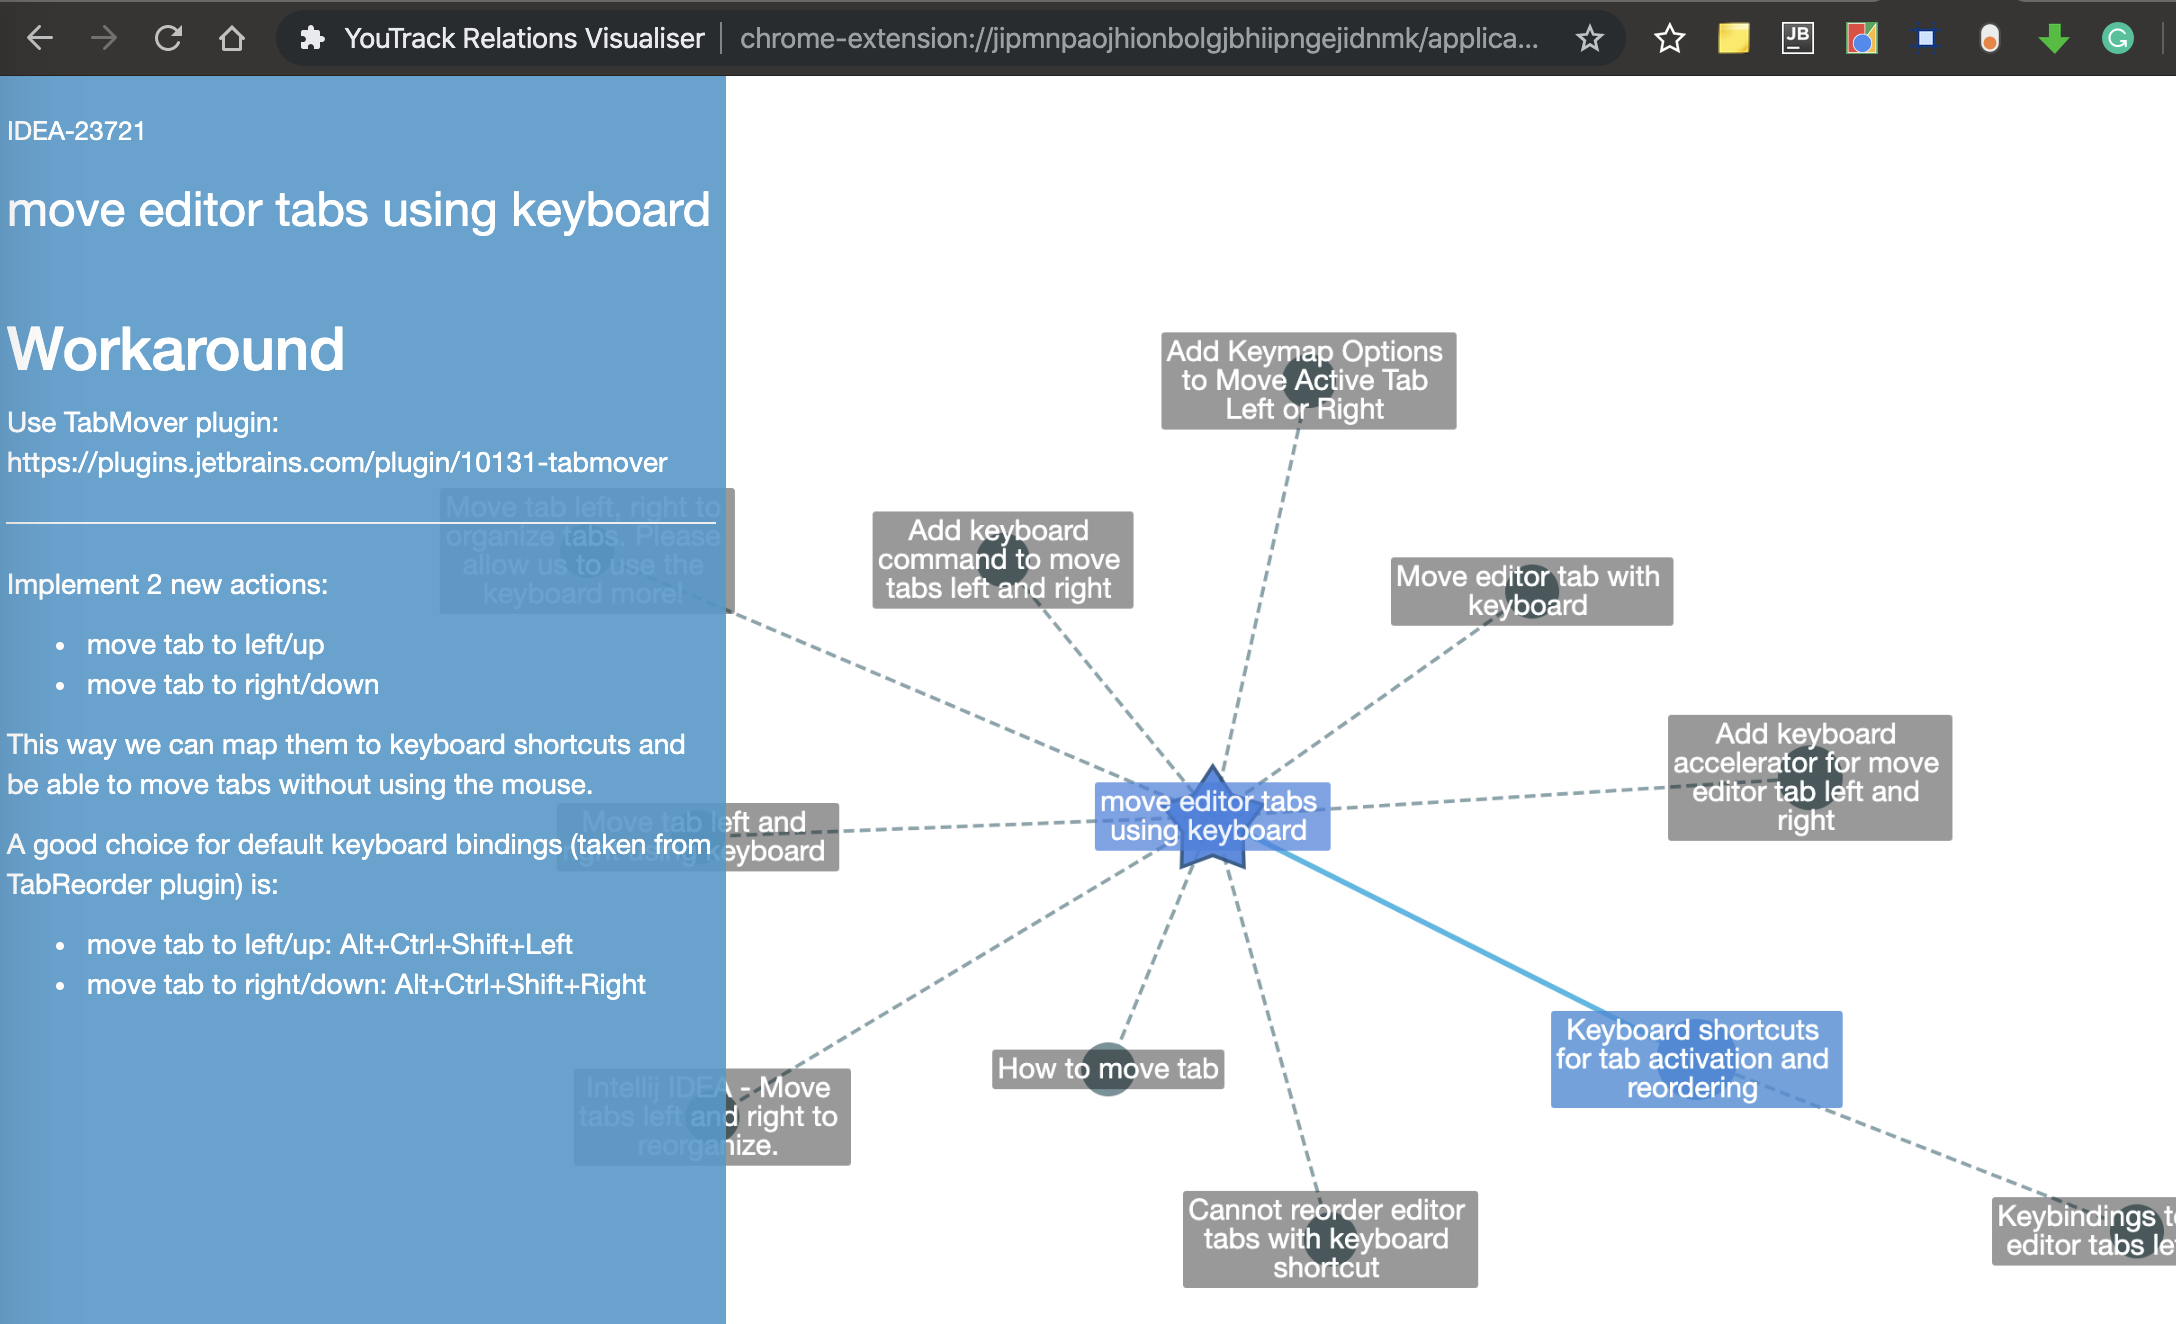 YouTrack Relations Visualiser
chrome-extension://jipmnpaojhionbolgjbhiipngejidnmk/applica...
JB
G
IDEA-23721
move editor tabs using keyboard
Workaround
Use TabMover plugin:
https://plugins.jetbrains.com/plugin/10131-tabmover
Implement 2 new actions:
• move tab to left/up
• move tab to right/down
This way we can map them to keyboard shortcuts and
be able to move tabs without using the mouse.
A good choice for default keyboard bindings (taken from
TabReorder plugin) is:
• move tab to left/up: Alt+Ctrl+Shift+Left
• move tab to right/down: Alt+Ctrl+Shift+Right
Add Keymap Options
to Move Active Tab
Left or Right
Move tab left, right to
organize tabs. Please
allow us to use the
keyboard more!
Add keyboard
command to move
tabs left and right
Move editor tab with
keyboard
Add keyboard
accelerator for move
editor tab left and
right
move editor tabs
using keyboard
Move tab left and
right using keyboard
Keyboard shortcuts
for tab activation and
reordering
How to move tab
Intellij IDEA - Move
tabs left and right to
reorganize.
Cannot reorder editor
tabs with keyboard
shortcut
Keybindings
editor tabs